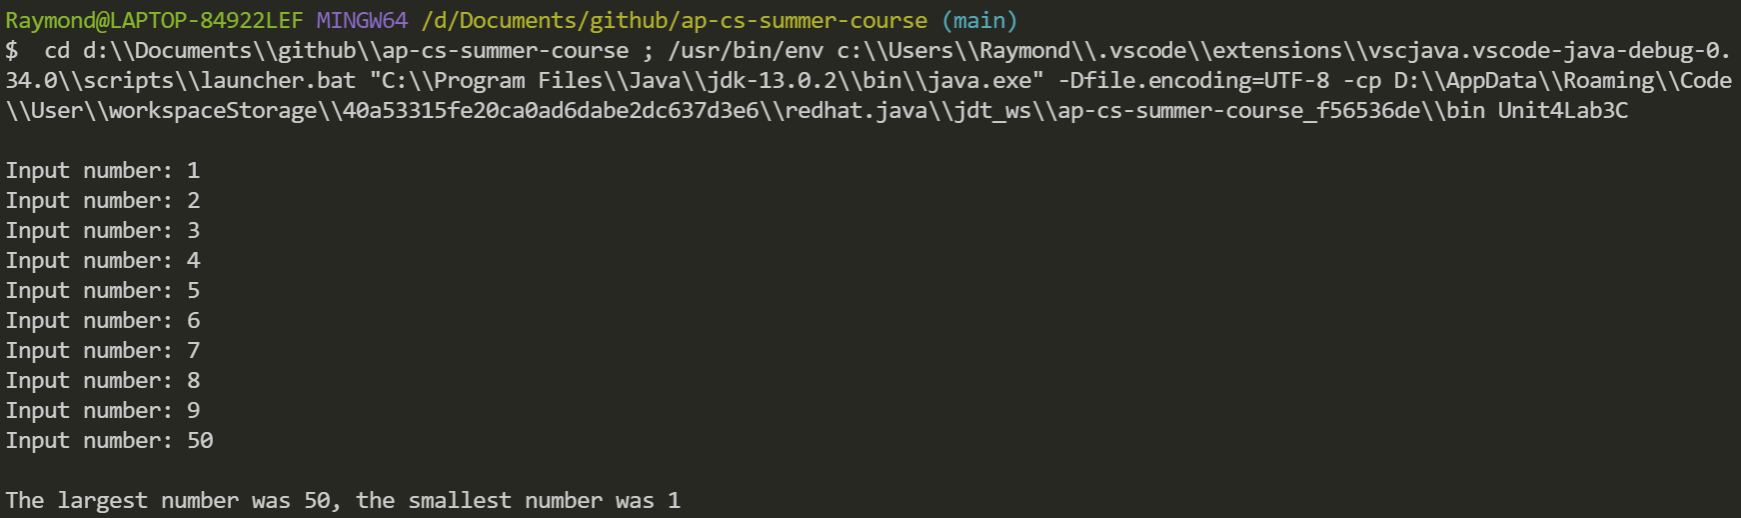 Raymond@LAPTOP-84922LEF MINGW64 /d/Documents/github/ap-cs-summer-course (main)
$  cd d:\\Documents\\github\\ap-cs-summer-course ; /usr/bin/env c:\\Users\\Raymond\\.vscode\\extensions\\vscjava.vscode-java-debug-0.
34.0\\scripts\\launcher.bat "C:\\Program Files\\Java\\jdk-13.0.2\\bin\\java.exe" -Dfile.encoding=UTF-8 -cp D:\\AppData\\Roaming\\Code
\\User\\workspaceStorage\\40a53315fe20ca0ad6dabe2dc637d3e6\\redhat.java\\jdt_ws\\ap-cs-summer-course_f56536de\\bin Unit4Lab3C
Input number: 1
Input number: 2
Input number: 3
Input number: 4
Input number: 5
Input number: 6
Input number: 7
Input number: 8
Input number: 9
Input number: 50
The largest number was 50, the smallest number was 1